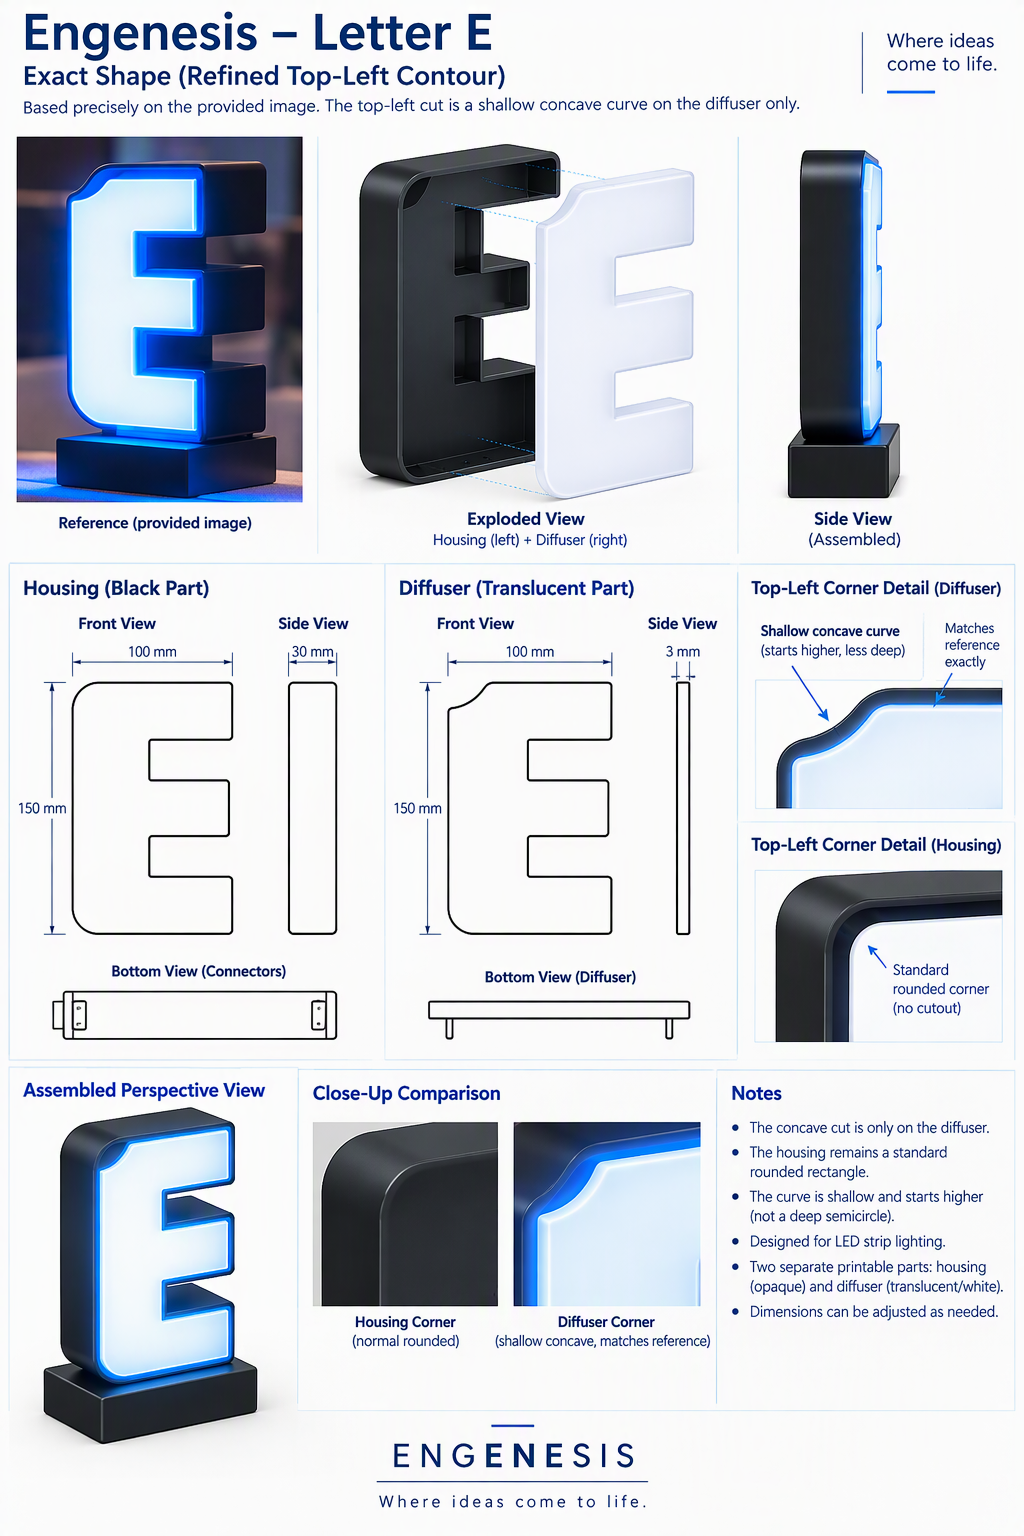 Engenesis – Letter E
Exact Shape (Refined Top-Left Contour)
Based precisely on the provided image. The top-left cut is a shallow concave curve on the diffuser only.
Where ideas
come to life.
Reference (provided image)
Exploded View
Housing (left) + Diffuser (right)
Side View
(Assembled)
Housing (Black Part)
Front View
Side View
100 mm
30 mm
150 mm
Bottom View (Connectors)
Diffuser (Translucent Part)
Front View
Side View
100 mm
3 mm
150 mm
Bottom View (Diffuser)
Top-Left Corner Detail (Diffuser)
Shallow concave curve
(starts higher, less deep)
Matches
reference
exactly
Top-Left Corner Detail (Housing)
Standard
rounded corner
(no cutout)
Assembled Perspective View
Close-Up Comparison
Housing Corner
(normal rounded)
Diffuser Corner
(shallow concave, matches reference)
Notes
• The concave cut is only on the diffuser.
• The housing remains a standard
rounded rectangle.
• The curve is shallow and starts higher
(not a deep semicircle).
• Designed for LED strip lighting.
• Two separate printable parts: housing
(opaque) and diffuser (translucent/white).
• Dimensions can be adjusted as needed.
ENGENESIS
Where ideas come to life.